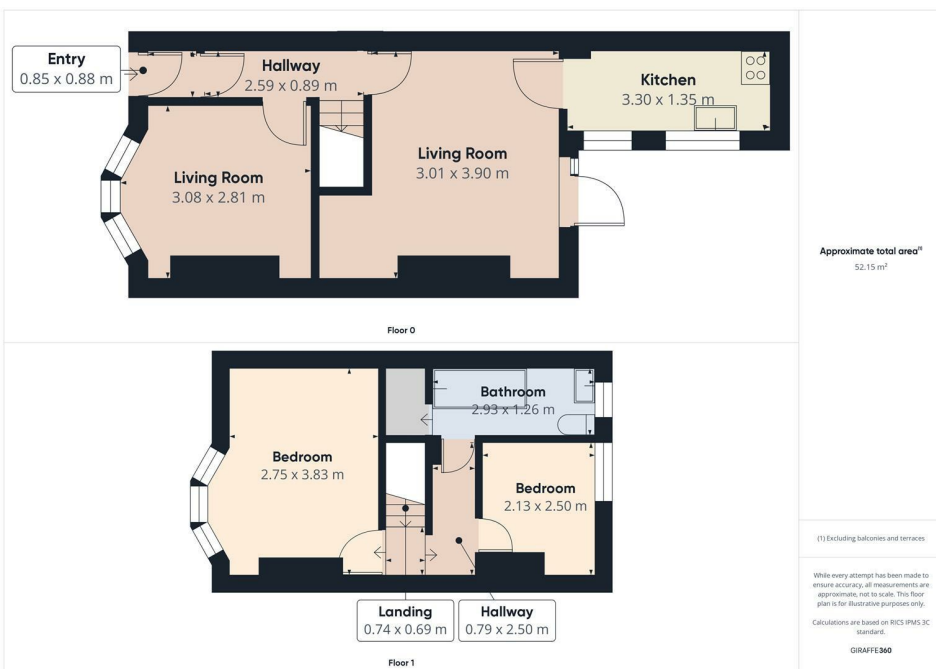 Entry
0.85 x 0.88 m
Hallway
2.59 x 0.89 m
Kitchen
3.30 x 1.35 m
Living Room
3.08 x 2.81 m
Living Room
3.01 x 3.90 m
Floor 0
Bathroom
2.93 x 1.26 m
Bedroom
2.75 x 3.83 m
Bedroom
2.13 x 2.50 m
Landing
0.74 x 0.69 m
Hallway
0.79 x 2.50 m
Floor 1
Approximate total area(1)
52.15 m²
(1) Excluding balconies and terraces
While every attempt has been made to
ensure accuracy, all measurements are
approximate, not to scale. This floor
plan is for illustrative purposes only.
Calculations are based on RICS IPMS 3C
standard.
GIRAFFE360